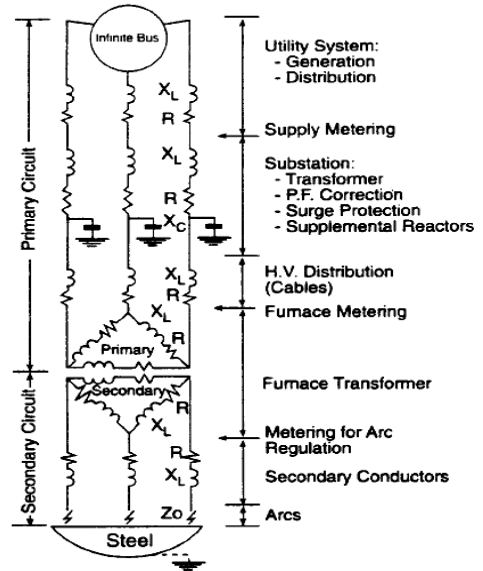 Infinite Bus
Utility System:
- Generation
- Distribution
XL
R
Supply Metering
XL
Substation:
- Transformer
- P.F. Correction
- Surge Protection
- Supplemental Reactors
R
XC
Primary Circuit
XL
R
H.V. Distribution
(Cables)
Furnace Metering
XL
R
Primary
Furnace Transformer
Secondary
R
XL
Metering for Arc
Regulation
R
XL
Secondary Conductors
Secondary Circuit
Zo
Arcs
Steel